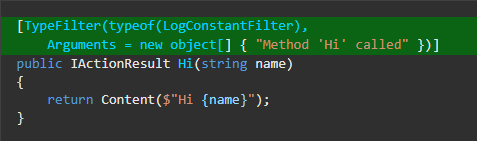 [TypeFilter(typeof(LogConstantFilter),
    Arguments = new object[] { "Method 'Hi' called" })]
public IActionResult Hi(string name)
{
    return Content($"Hi {name}");
}